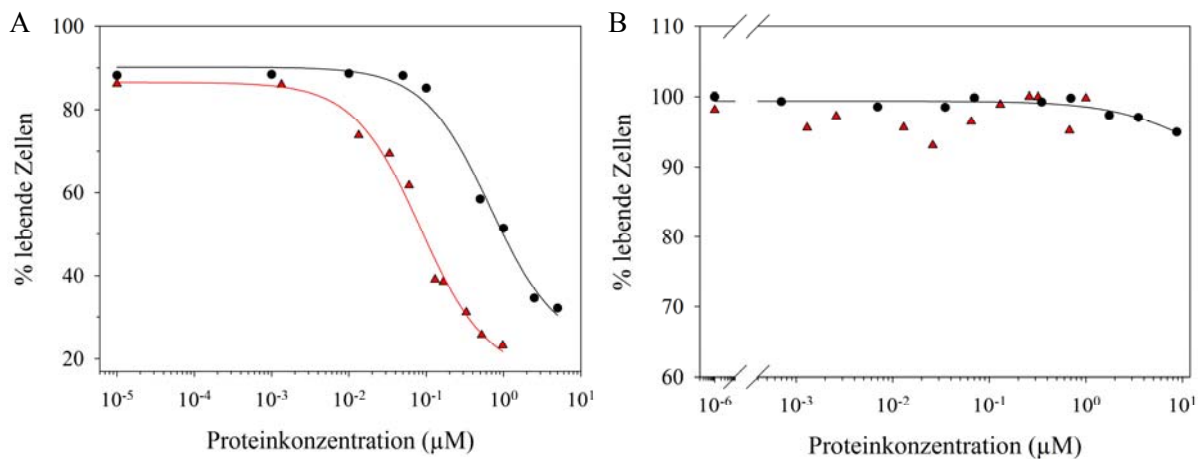 A
100
80
60
40
20
% lebende Zellen
10⁻⁵ 10⁻³ 10⁻² 10⁻¹ 10⁰ 10¹
Proteinkonzentration (µM)
B
110
100
90
80
70
60
% lebende Zellen
10⁻⁶ 10⁻³ 10⁻² 10⁻¹ 10⁰ 10¹
Proteinkonzentration (µM)